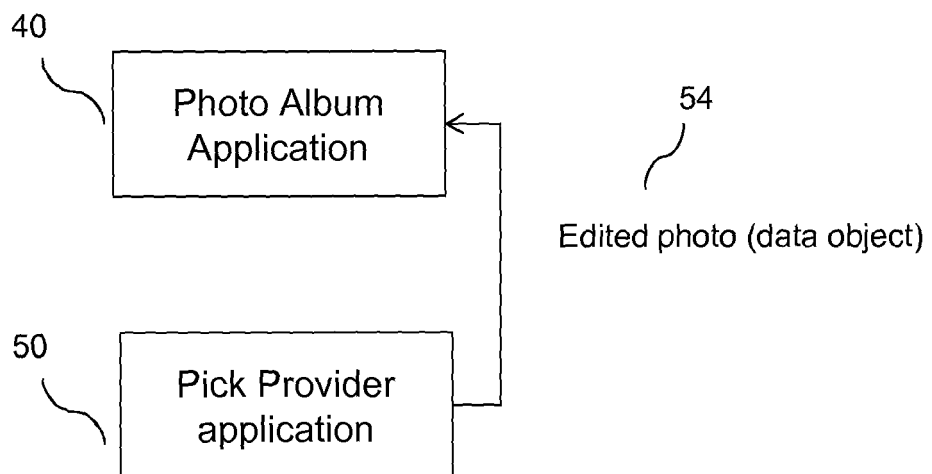 40
Photo Album
Application
54
Edited photo (data object)
50
Pick Provider
application